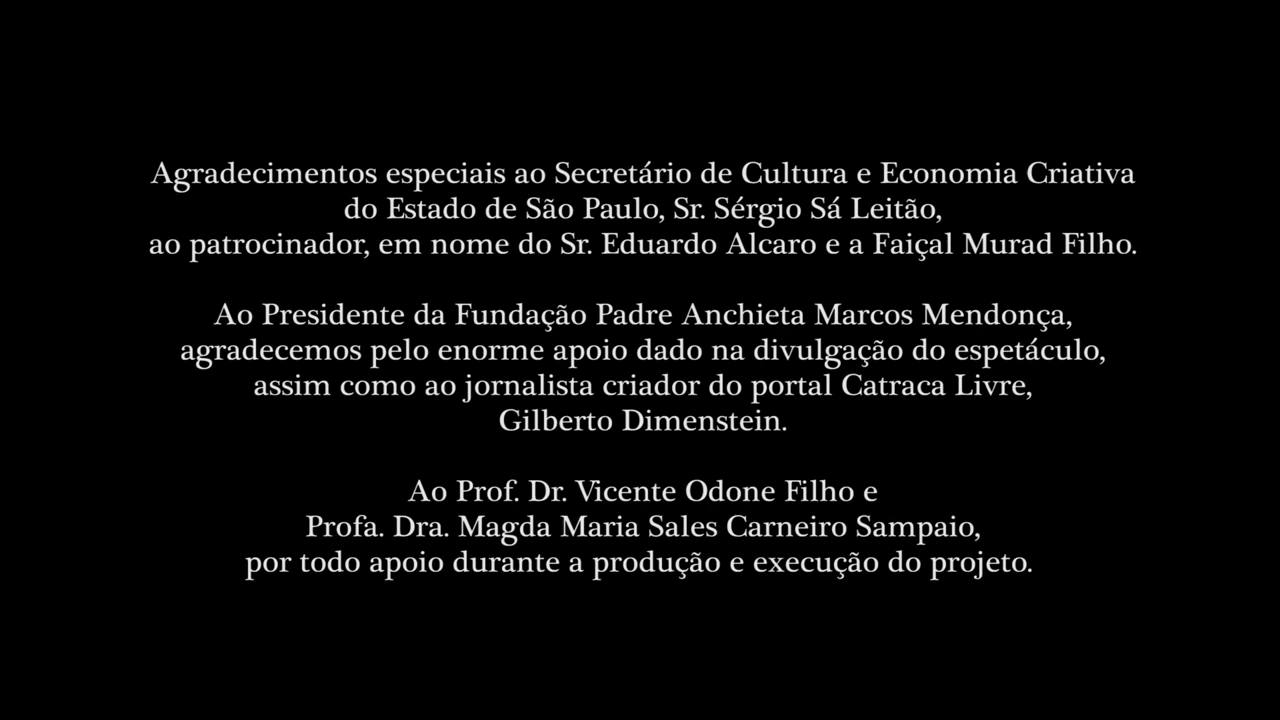 Agradecimentos especiais ao Secretário de Cultura e Economia Criativa
do Estado de São Paulo, Sr. Sérgio Sá Leitão,
ao patrocinador, em nome do Sr. Eduardo Alcaro e a Faiçal Murad Filho.
Ao Presidente da Fundação Padre Anchieta Marcos Mendonça,
agradecemos pelo enorme apoio dado na divulgação do espetáculo,
assim como ao jornalista criador do portal Catraca Livre,
Gilberto Dimenstein.
Ao Prof. Dr. Vicente Odone Filho e
Profa. Dra. Magda Maria Sales Carneiro Sampaio,
por todo apoio durante a produção e execução do projeto.